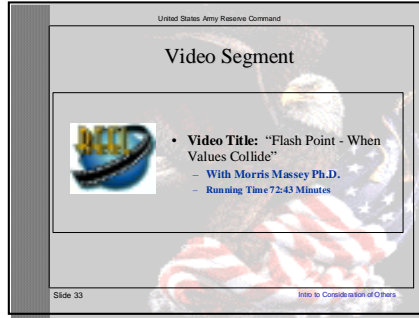 United States Army Reserve Command
Video Segment
REEL
• Video Title: "Flash Point - When
Values Collide"
– With Morris Massey Ph.D.
– Running Time 72:43 Minutes
Slide 33
Intro to Consideration of Others